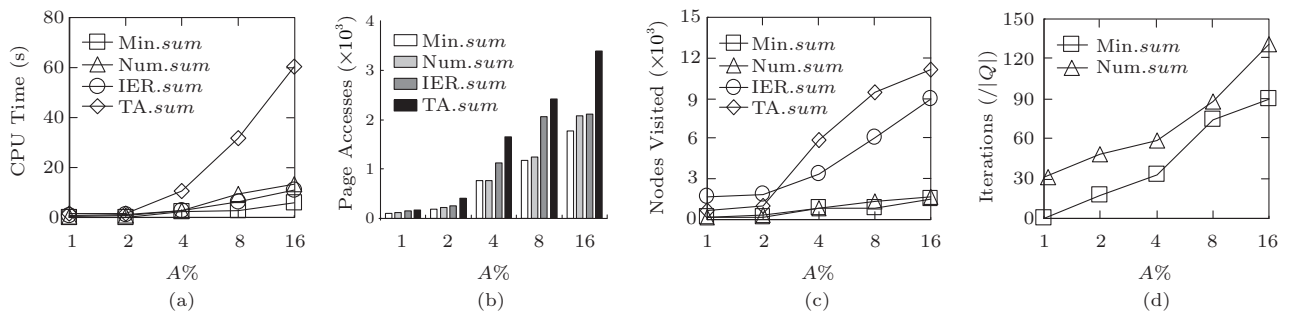 CPU Time (s)
80
60
40
20
0
Min.sum
Num.sum
IER.sum
TA.sum
1 2 4 8 16
A%
(a)
Page Accesses (×10³)
4
3
2
1
0
Min.sum
Num.sum
IER.sum
TA.sum
1 2 4 8 16
A%
(b)
Nodes Visited (×10³)
15
12
9
6
3
0
Min.sum
Num.sum
IER.sum
TA.sum
1 2 4 8 16
A%
(c)
Iterations (/|Q|)
150
120
90
60
30
0
Min.sum
Num.sum
1 2 4 8 16
A%
(d)